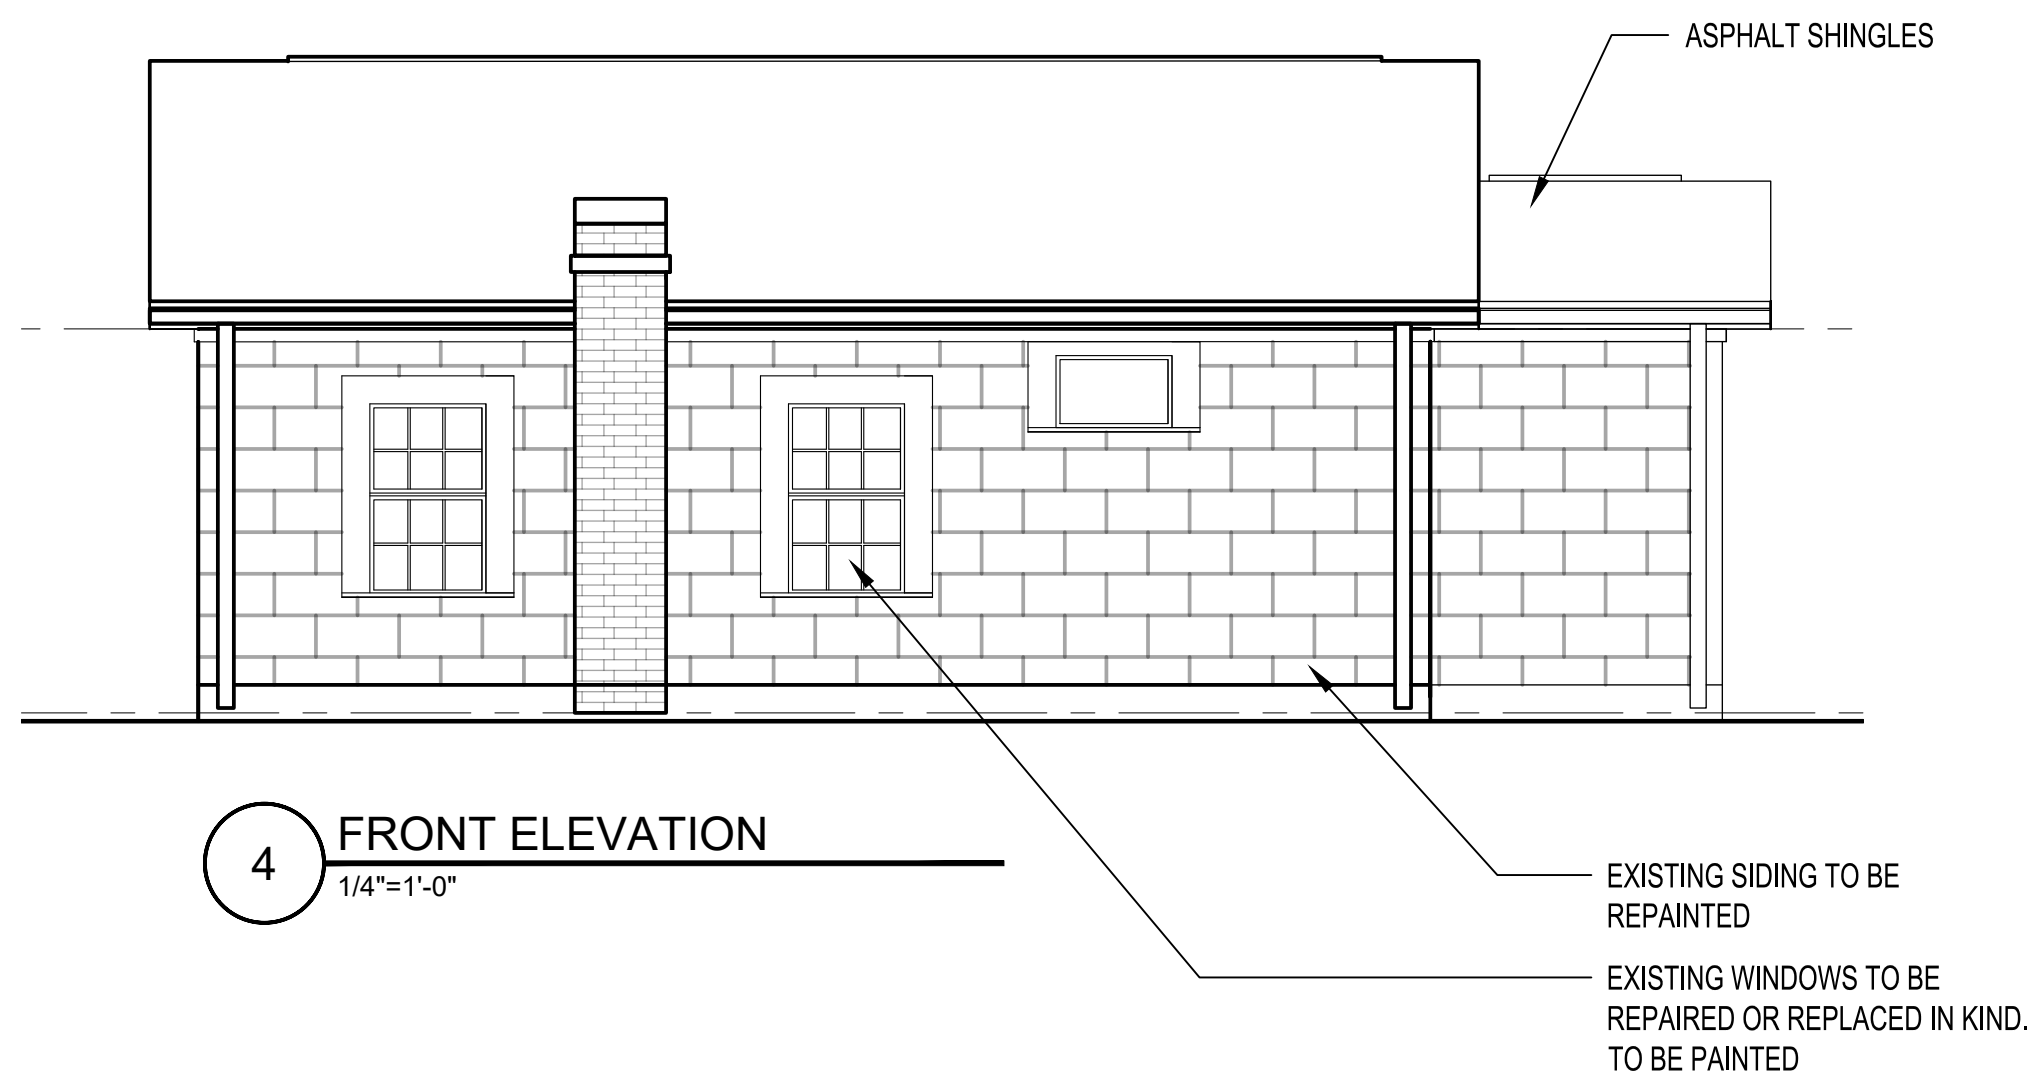 ASPHALT SHINGLES
4
FRONT ELEVATION
1/4"=1'-0"
EXISTING SIDING TO BE
REPAINTED
EXISTING WINDOWS TO BE
REPAIRED OR REPLACED IN KIND.
TO BE PAINTED